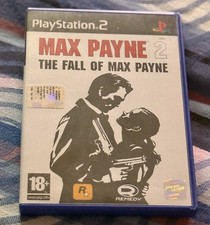 PlayStation 2
MAX PAYNE 2
THE FALL OF MAX PAYNE
18+
R
REMEDY